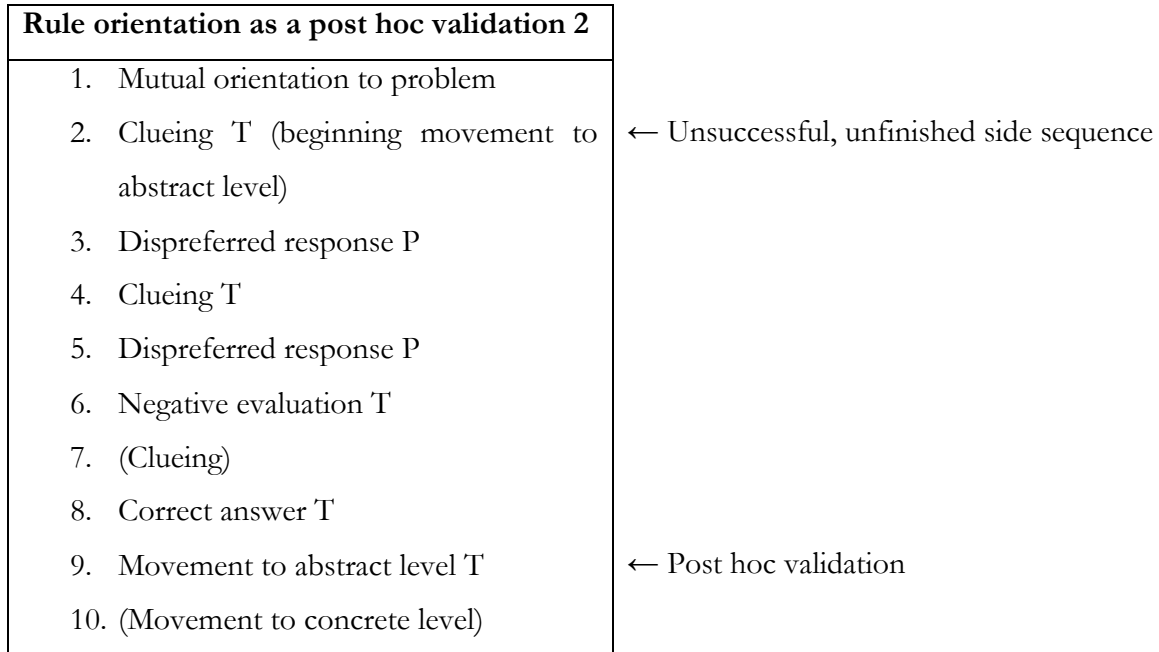 Rule orientation as a post hoc validation 2
1. Mutual orientation to problem
2. Clueing T (beginning movement to ← Unsuccessful, unfinished side sequence
abstract level)
3. Dispreferred response P
4. Clueing T
5. Dispreferred response P
6. Negative evaluation T
7. (Clueing)
8. Correct answer T
9. Movement to abstract level T ← Post hoc validation
10. (Movement to concrete level)